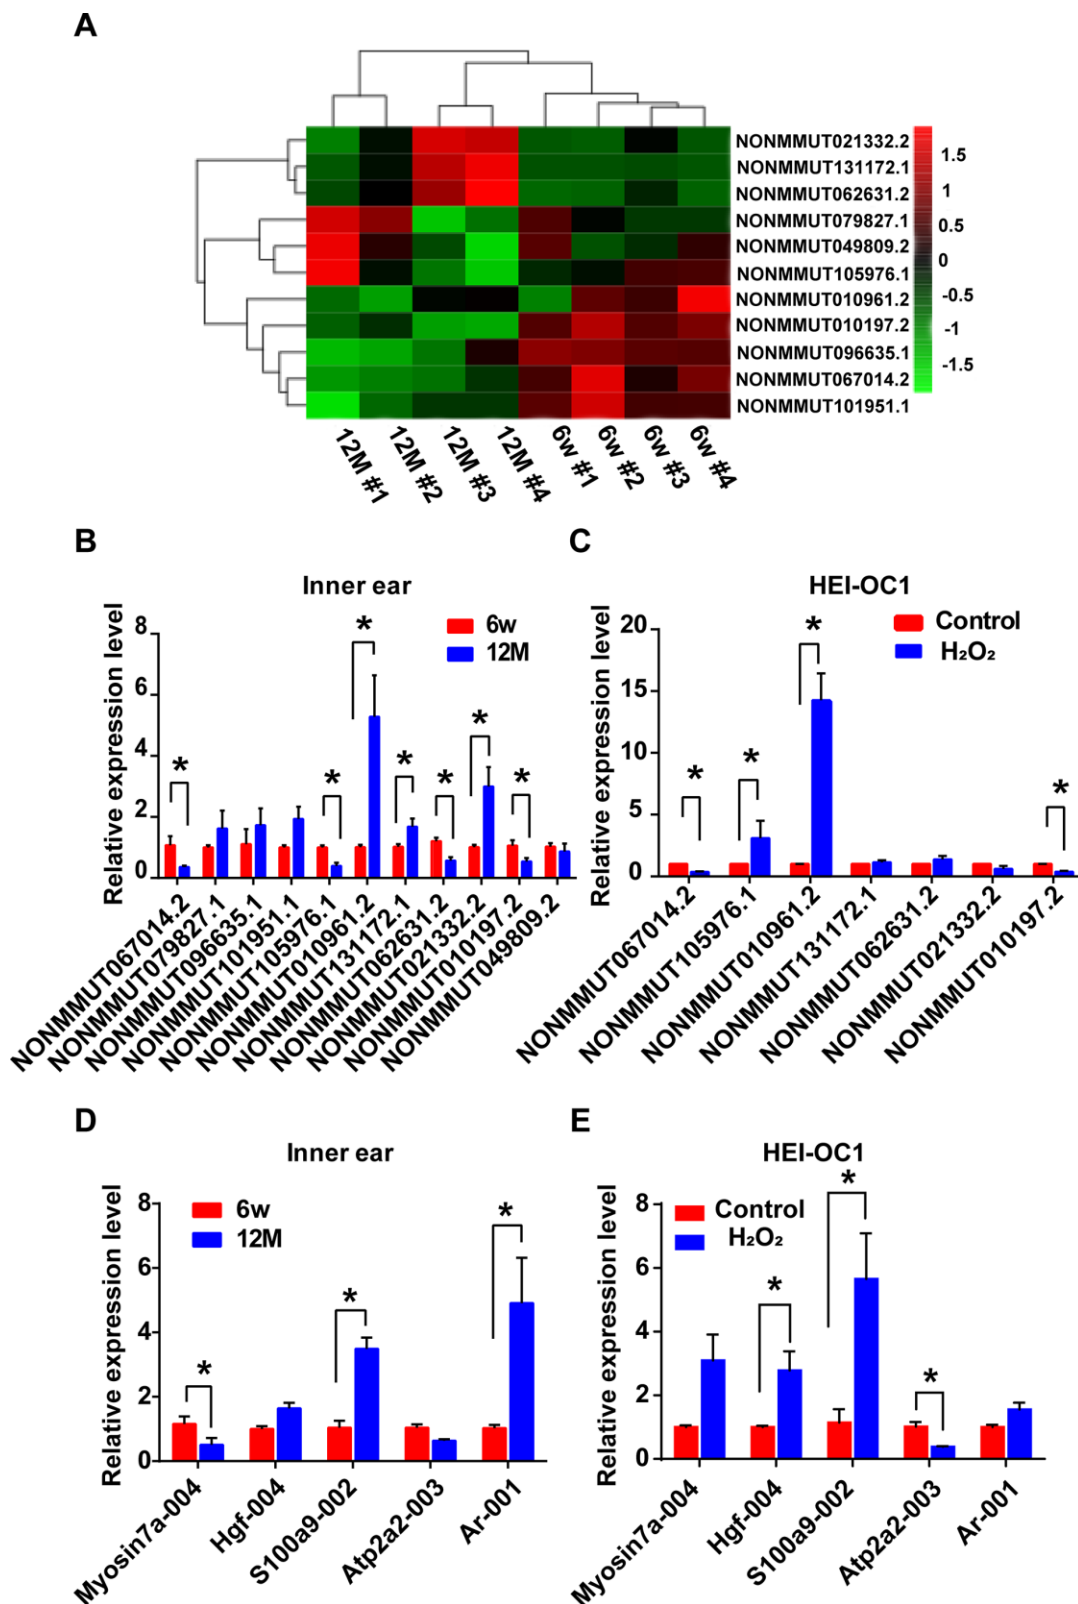 A
NONMMUT021332.2
NONMMUT131172.1
NONMMUT062631.2
NONMMUT079827.1
NONMMUT049809.2
NONMMUT105976.1
NONMMUT010961.2
NONMMUT010197.2
NONMMUT096635.1
NONMMUT067014.2
NONMMUT101951.1
1.5
1
0.5
0
-0.5
-1
-1.5
12M #1
12M #2
12M #3
12M #4
6w #1
6w #2
6w #3
6w #4
B
Inner ear
Relative expression level
8
6
4
2
0
6w
12M
*
*
*
*
*
*
*
NONMMUT067014.2
NONMMUT079827.1
NONMMUT096635.1
NONMMUT101951.1
NONMMUT105976.1
NONMMUT010961.2
NONMMUT131172.1
NONMMUT062631.2
NONMMUT021332.2
NONMMUT010197.2
NONMMUT049809.2
C
HEI-OC1
Relative expression level
20
15
10
5
0
Control
H₂O₂
*
*
*
*
NONMMUT067014.2
NONMMUT105976.1
NONMMUT010961.2
NONMMUT131172.1
NONMMUT062631.2
NONMMUT021332.2
NONMMUT010197.2
D
Inner ear
Relative expression level
8
6
4
2
0
6w
12M
*
*
*
Myosin7a-004
Hgf-004
S100a9-002
Atp2a2-003
Ar-001
E
HEI-OC1
Relative expression level
8
6
4
2
0
Control
H₂O₂
*
*
*
Myosin7a-004
Hgf-004
S100a9-002
Atp2a2-003
Ar-001